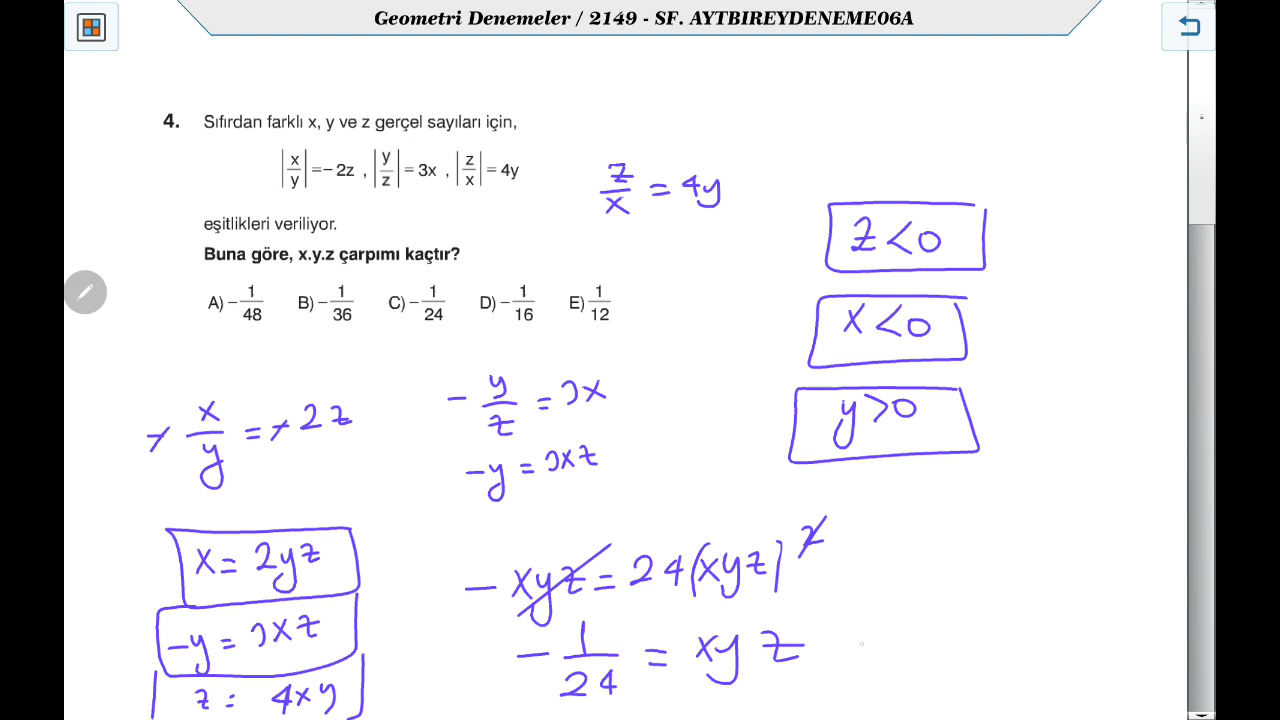 Geometri Denemeler / 2149 - SF. AYTBIREYDENEME06A
4. Sıfırdan farklı x, y ve z gerçel sayıları için,
|x/y| =– 2z , |y/z| = 3x , |z/x| = 4y
eşitlikleri veriliyor.
Buna göre, x.y.z çarpımı kaçtır?
A) – 1/48 B) – 1/36 C) – 1/24 D) – 1/16 E) 1/12
z/x = 4y
z < 0
x < 0
y > 0
- x/y = - 2z
x = 2yz
-y = 3xz
z = 4xy
- y/z = 3x
-y = 3xz
- xyz = 24(xyz)²
- 1/24 = xyz